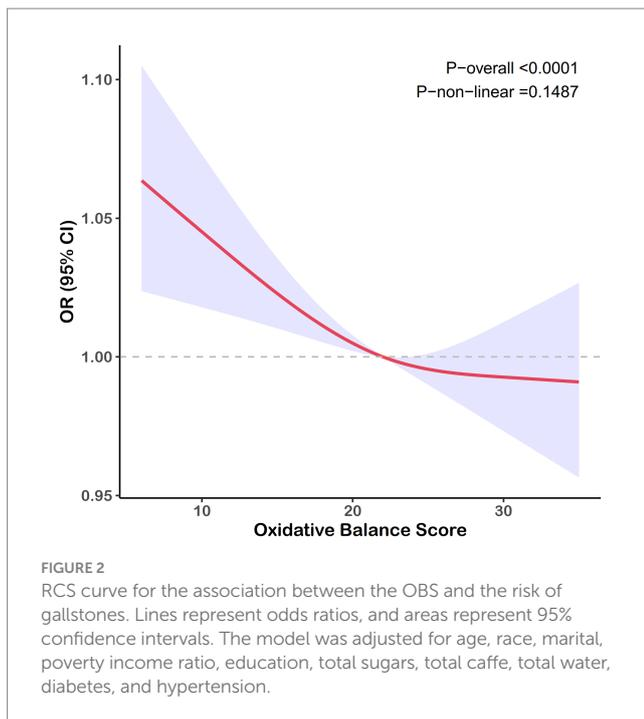 P−overall <0.0001
P−non−linear =0.1487
1.10
1.05
1.00
0.95
OR (95% CI)
10
20
30
Oxidative Balance Score
FIGURE 2
RCS curve for the association between the OBS and the risk of
gallstones. Lines represent odds ratios, and areas represent 95%
confidence intervals. The model was adjusted for age, race, marital,
poverty income ratio, education, total sugars, total caffe, total water,
diabetes, and hypertension.